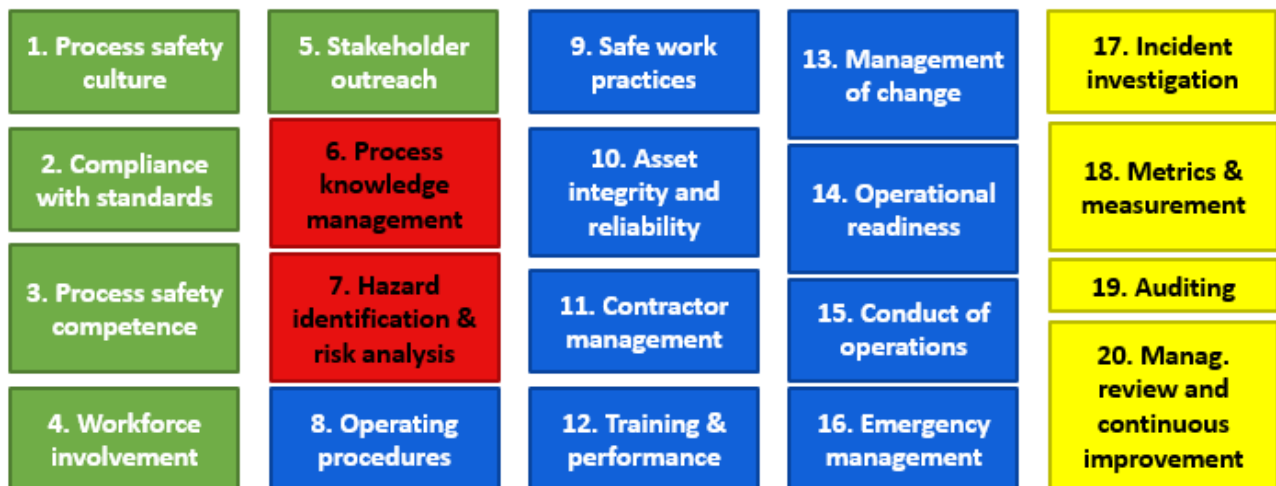 1. Process safety
culture
2. Compliance
with standards
3. Process safety
competence
4. Workforce
involvement
5. Stakeholder
outreach
6. Process
knowledge
management
7. Hazard
identification &
risk analysis
8. Operating
procedures
9. Safe work
practices
10. Asset
integrity and
reliability
11. Contractor
management
12. Training &
performance
13. Management
of change
14. Operational
readiness
15. Conduct of
operations
16. Emergency
management
17. Incident
investigation
18. Metrics &
measurement
19. Auditing
20. Manag.
review and
continuous
improvement